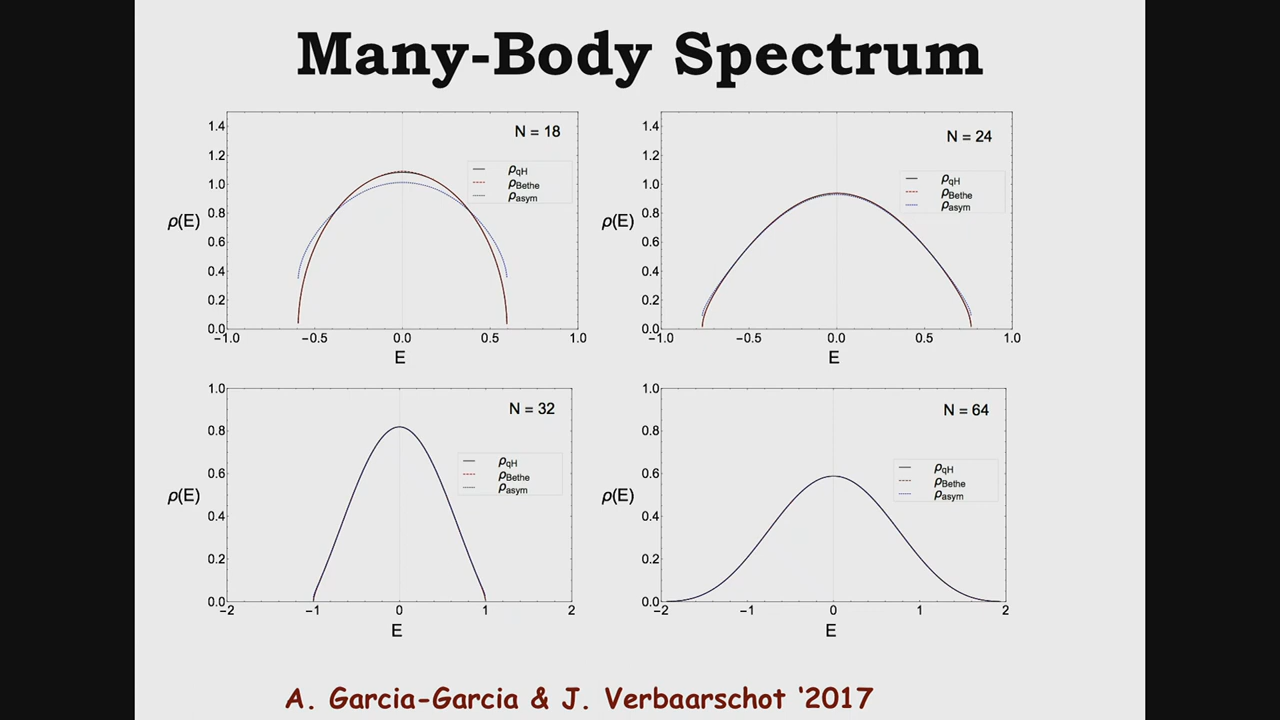 Many-Body Spectrum
N = 18
ρqH
ρBethe
ρasym
ρ(E)
1.4
1.2
1.0
0.8
0.6
0.4
0.2
0.0
−1.0 −0.5 0.0 0.5 1.0
E
N = 24
ρqH
ρBethe
ρasym
ρ(E)
1.4
1.2
1.0
0.8
0.6
0.4
0.2
0.0
−1.0 −0.5 0.0 0.5 1.0
E
N = 32
ρqH
ρBethe
ρasym
ρ(E)
1.0
0.8
0.6
0.4
0.2
0.0
−2 −1 0 1 2
E
N = 64
ρqH
ρBethe
ρasym
ρ(E)
1.0
0.8
0.6
0.4
0.2
0.0
−2 −1 0 1 2
E
A. Garcia-Garcia & J. Verbaarschot ‘2017